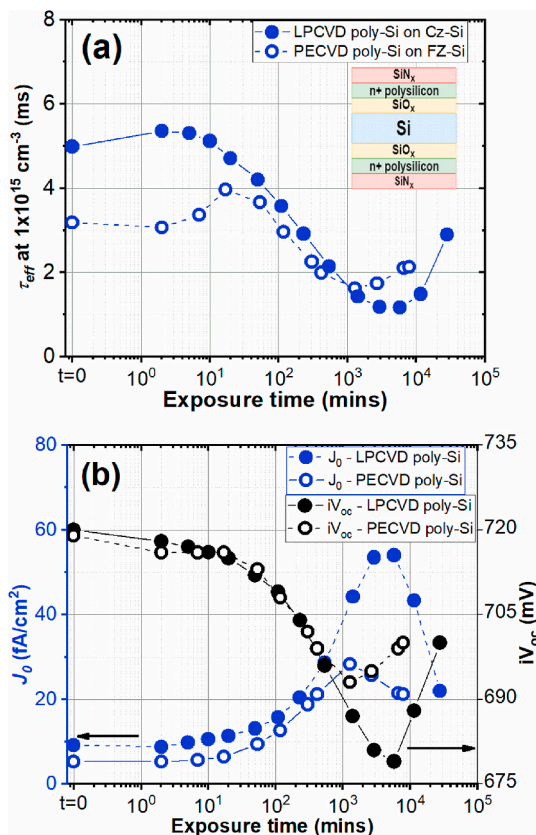 (a)
LPCVD poly-Si on Cz-Si
PECVD poly-Si on FZ-Si
SiNₓ
n+ polysilicon
SiOₓ
Si
SiOₓ
n+ polysilicon
SiNₓ
τeff at 1x10¹⁵ cm⁻³ (ms)
8
6
4
2
0
t=0 10⁰ 10¹ 10² 10³ 10⁴ 10⁵
Exposure time (mins)
(b)
J₀ - LPCVD poly-Si
J₀ - PECVD poly-Si
iVoc - LPCVD poly-Si
iVoc - PECVD poly-Si
J₀ (fA/cm²)
80
60
40
20
0
735
720
705
690
675
iVoc (mV)
t=0 10⁰ 10¹ 10² 10³ 10⁴ 10⁵
Exposure time (mins)